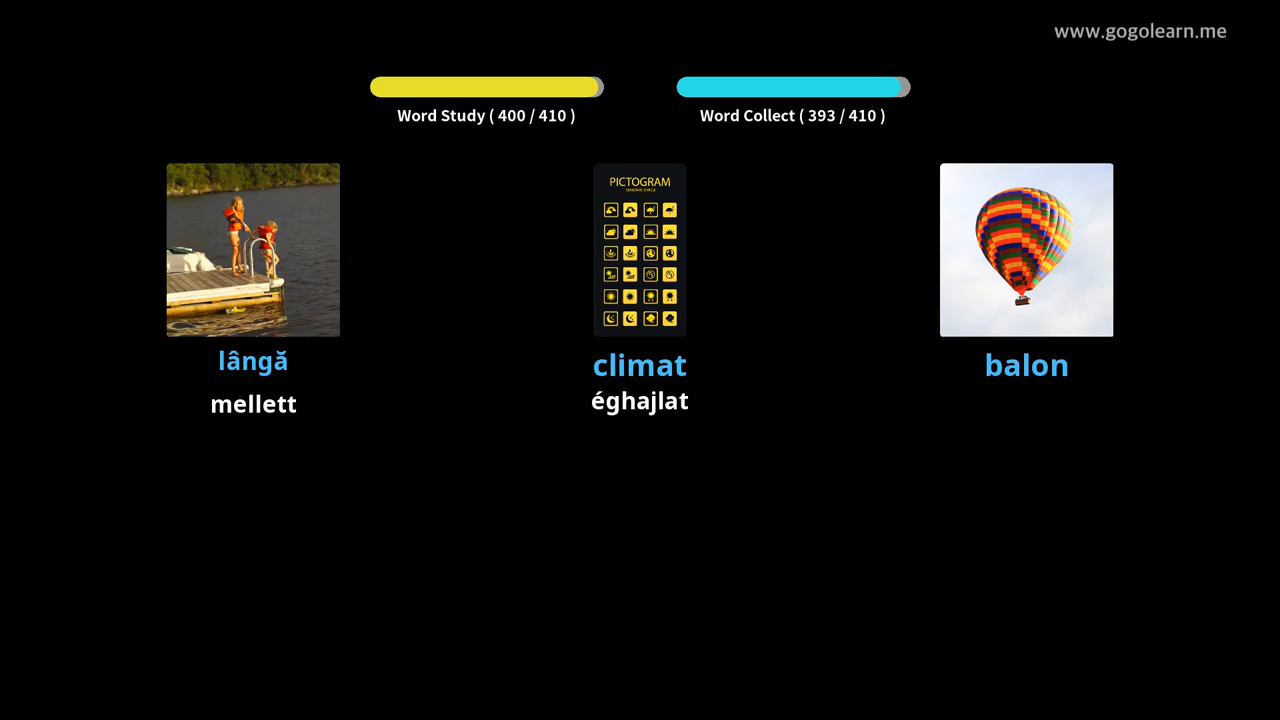 www.gogolearn.me
Word Study ( 400 / 410 )
Word Collect ( 393 / 410 )
PICTOGRAM
lângă
climat
balon
mellett
éghajlat